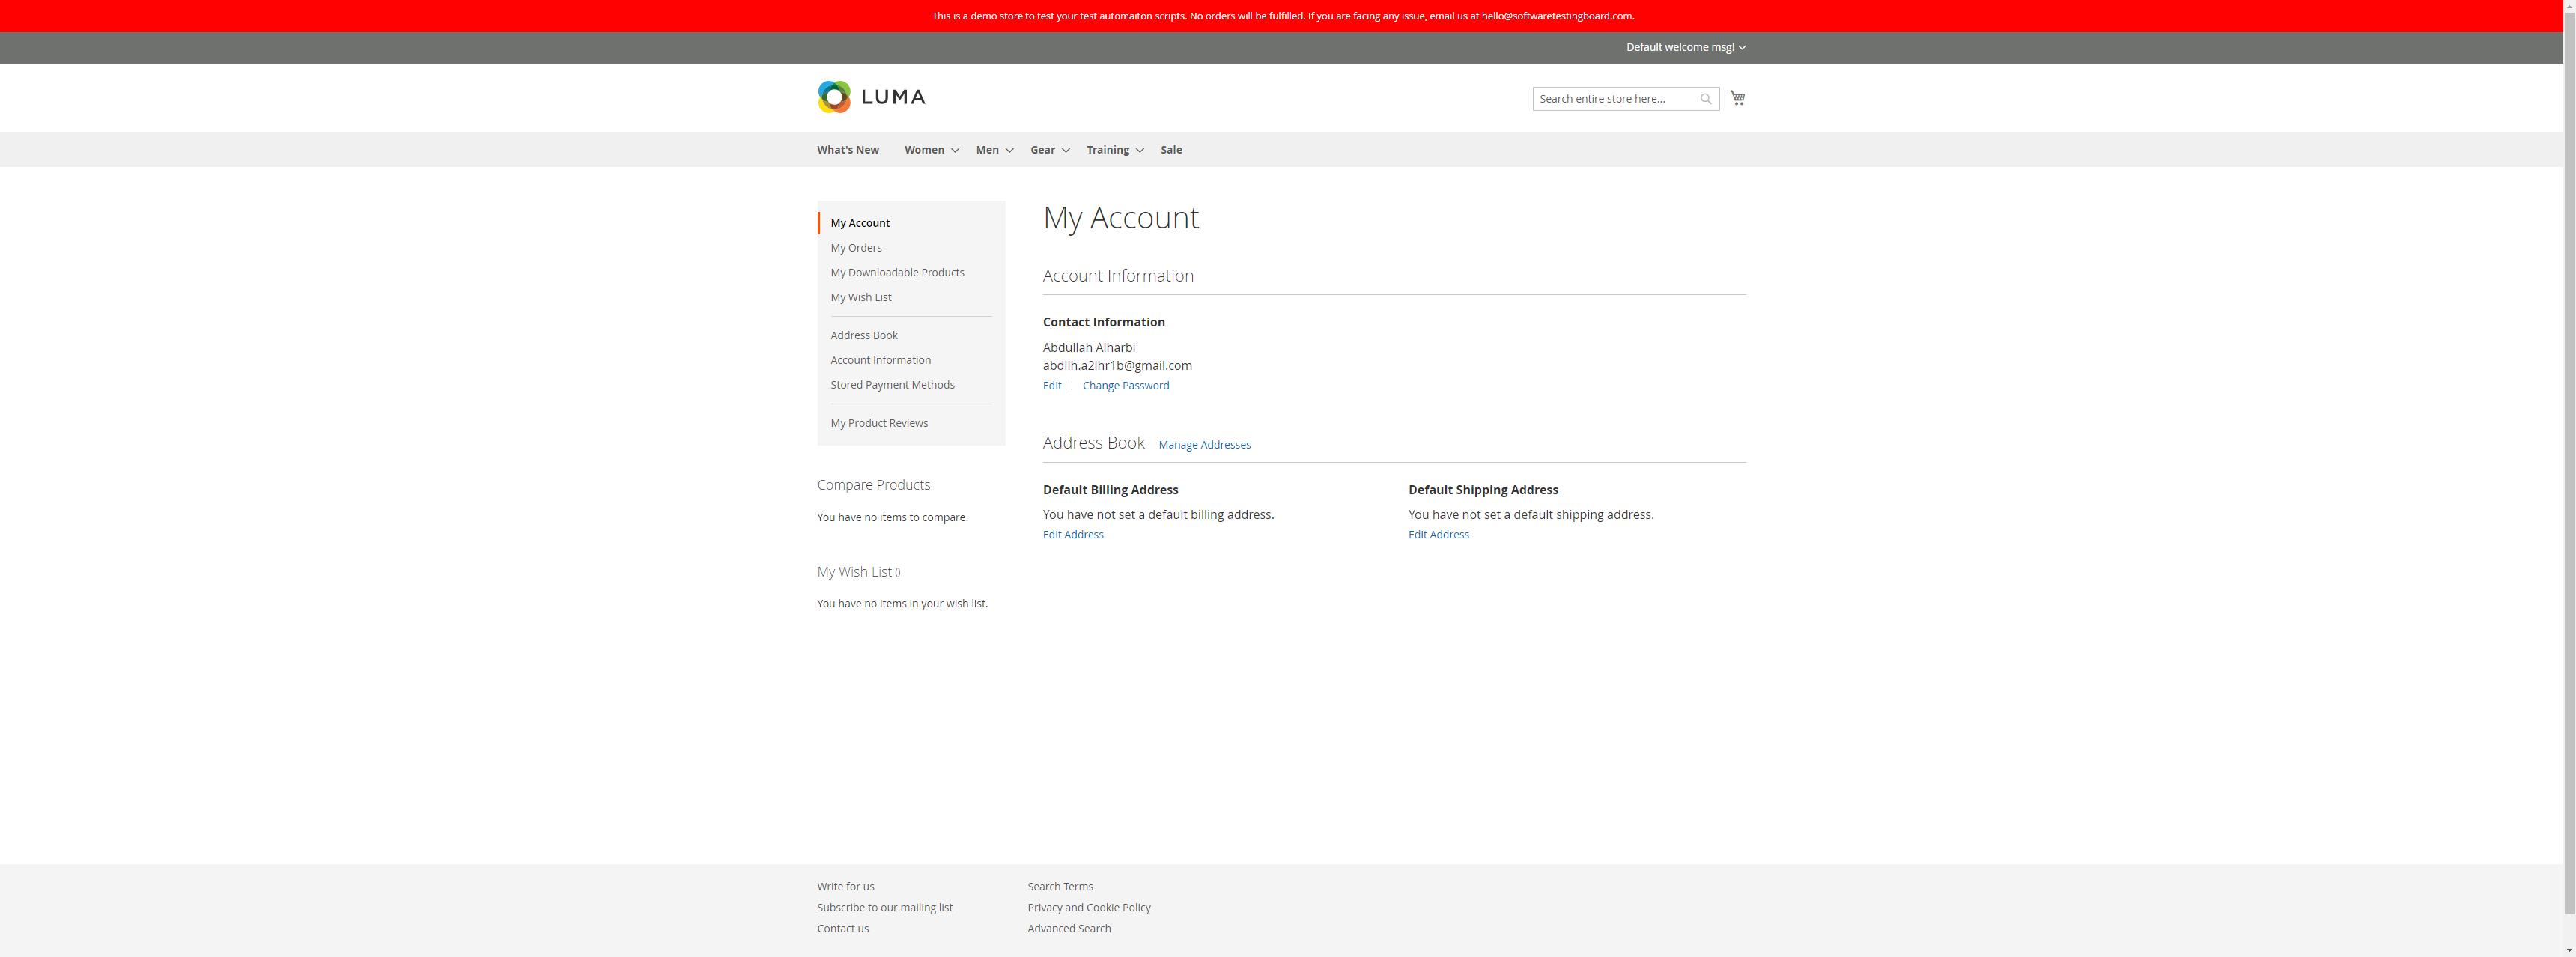 This is a demo store to test your test automaiton scripts. No orders will be fulfilled. If you are facing any issue, email us at hello@softwaretestingboard.com.
Default welcome msg!
LUMA
Search entire store here...
What's New Women Men Gear Training Sale
My Account
My Orders
My Downloadable Products
My Wish List
Address Book
Account Information
Stored Payment Methods
My Product Reviews
Compare Products
You have no items to compare.
My Wish List ()
You have no items in your wish list.
My Account
Account Information
Contact Information
Abdullah Alharbi
abdllh.a2lhr1b@gmail.com
Edit | Change Password
Address Book Manage Addresses
Default Billing Address
You have not set a default billing address.
Edit Address
Default Shipping Address
You have not set a default shipping address.
Edit Address
Write for us
Subscribe to our mailing list
Contact us
Search Terms
Privacy and Cookie Policy
Advanced Search